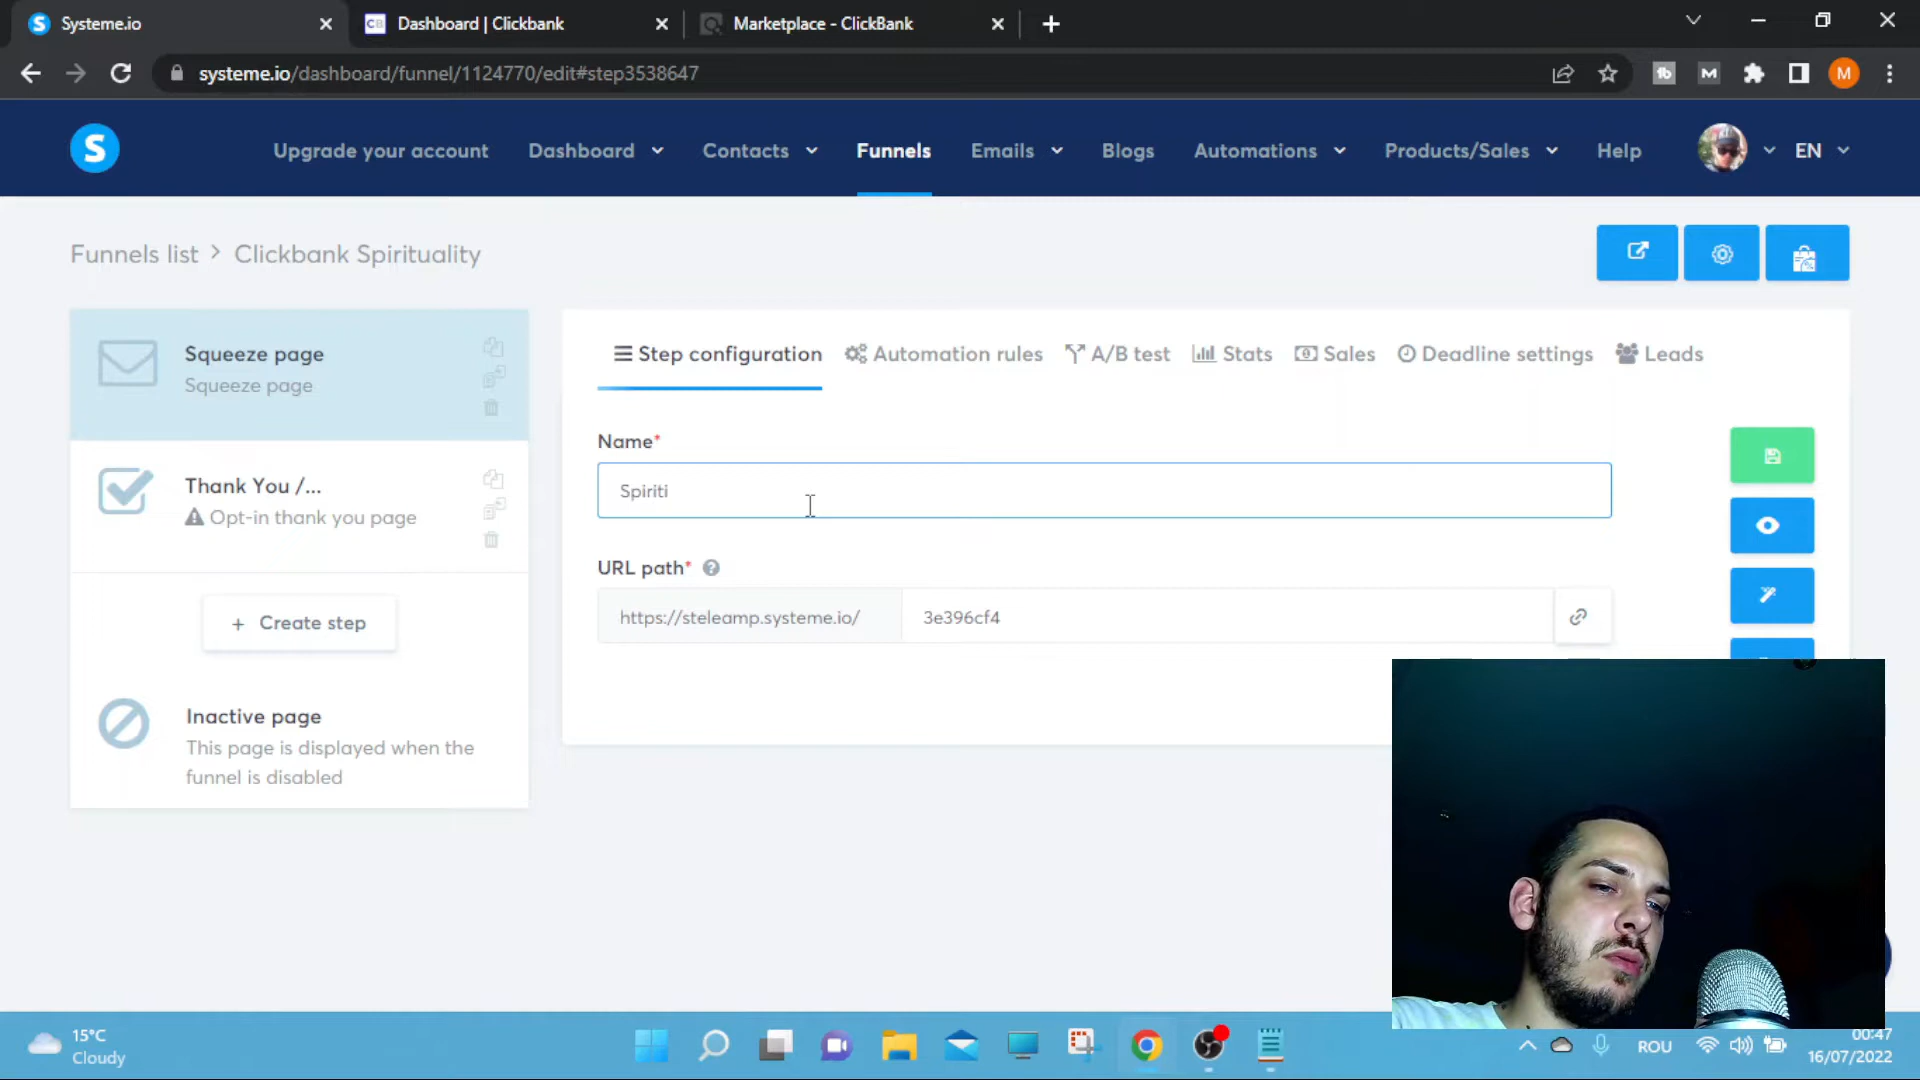 Systeme.io
Dashboard | Clickbank
Marketplace - ClickBank
systeme.io/dashboard/funnel/1124770/edit#step3538647
M
S
Upgrade your account
Dashboard
Contacts
Funnels
Emails
Blogs
Automations
Products/Sales
Help
EN
Funnels list > Clickbank Spirituality
Squeeze page
Squeeze page
Thank You /...
Opt-in thank you page
+ Create step
Inactive page
This page is displayed when the
funnel is disabled
Step configuration
Automation rules
A/B test
Stats
Sales
Deadline settings
Leads
Name*
Spiriti
URL path*
https://steleamp.systeme.io/
3e396cf4
15°C
Cloudy
ROU
00:47
16/07/2022